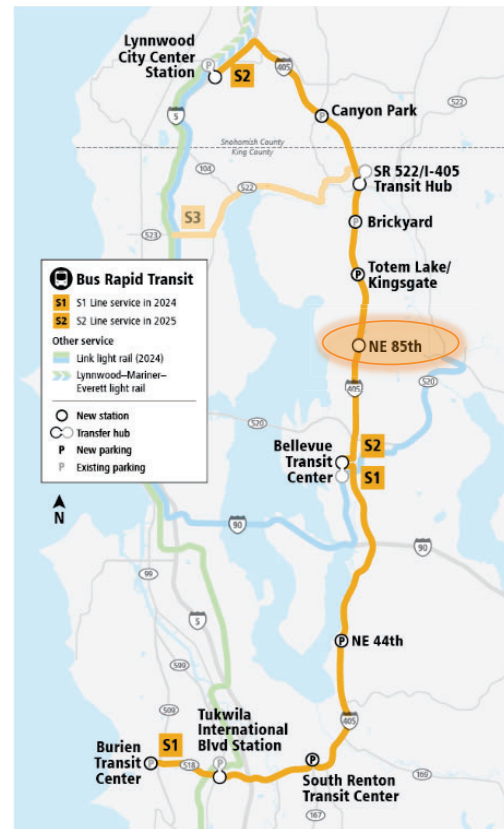 Lynnwood
City Center
Station
P
S2
405
5
P
Canyon Park
522
Snohomish County
King County
104
SR 522/I-405
Transit Hub
522
S3
523
P
Brickyard
P
Totem Lake/
Kingsgate
Bus Rapid Transit
S1 S1 Line service in 2024
S2 S2 Line service in 2025
Other service
Link light rail (2024)
Lynnwood–Mariner–
Everett light rail
New station
Transfer hub
P New parking
P Existing parking
NE 85th
405
520
520
Bellevue
Transit
Center
S2
S1
N
90
90
99
5
P
NE 44th
599
509
405
Tukwila
International
Blvd Station
S1
Burien
Transit
Center
P
518
P
P
South Renton
Transit Center
169
167